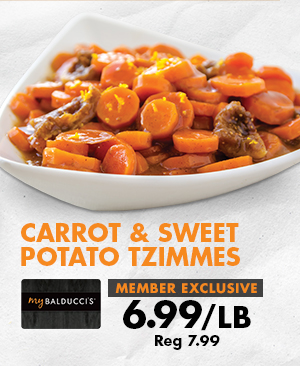 CARROT & SWEET
POTATO TZIMMES
my BALDUCCI'S
MEMBER EXCLUSIVE
6.99/LB
Reg 7.99